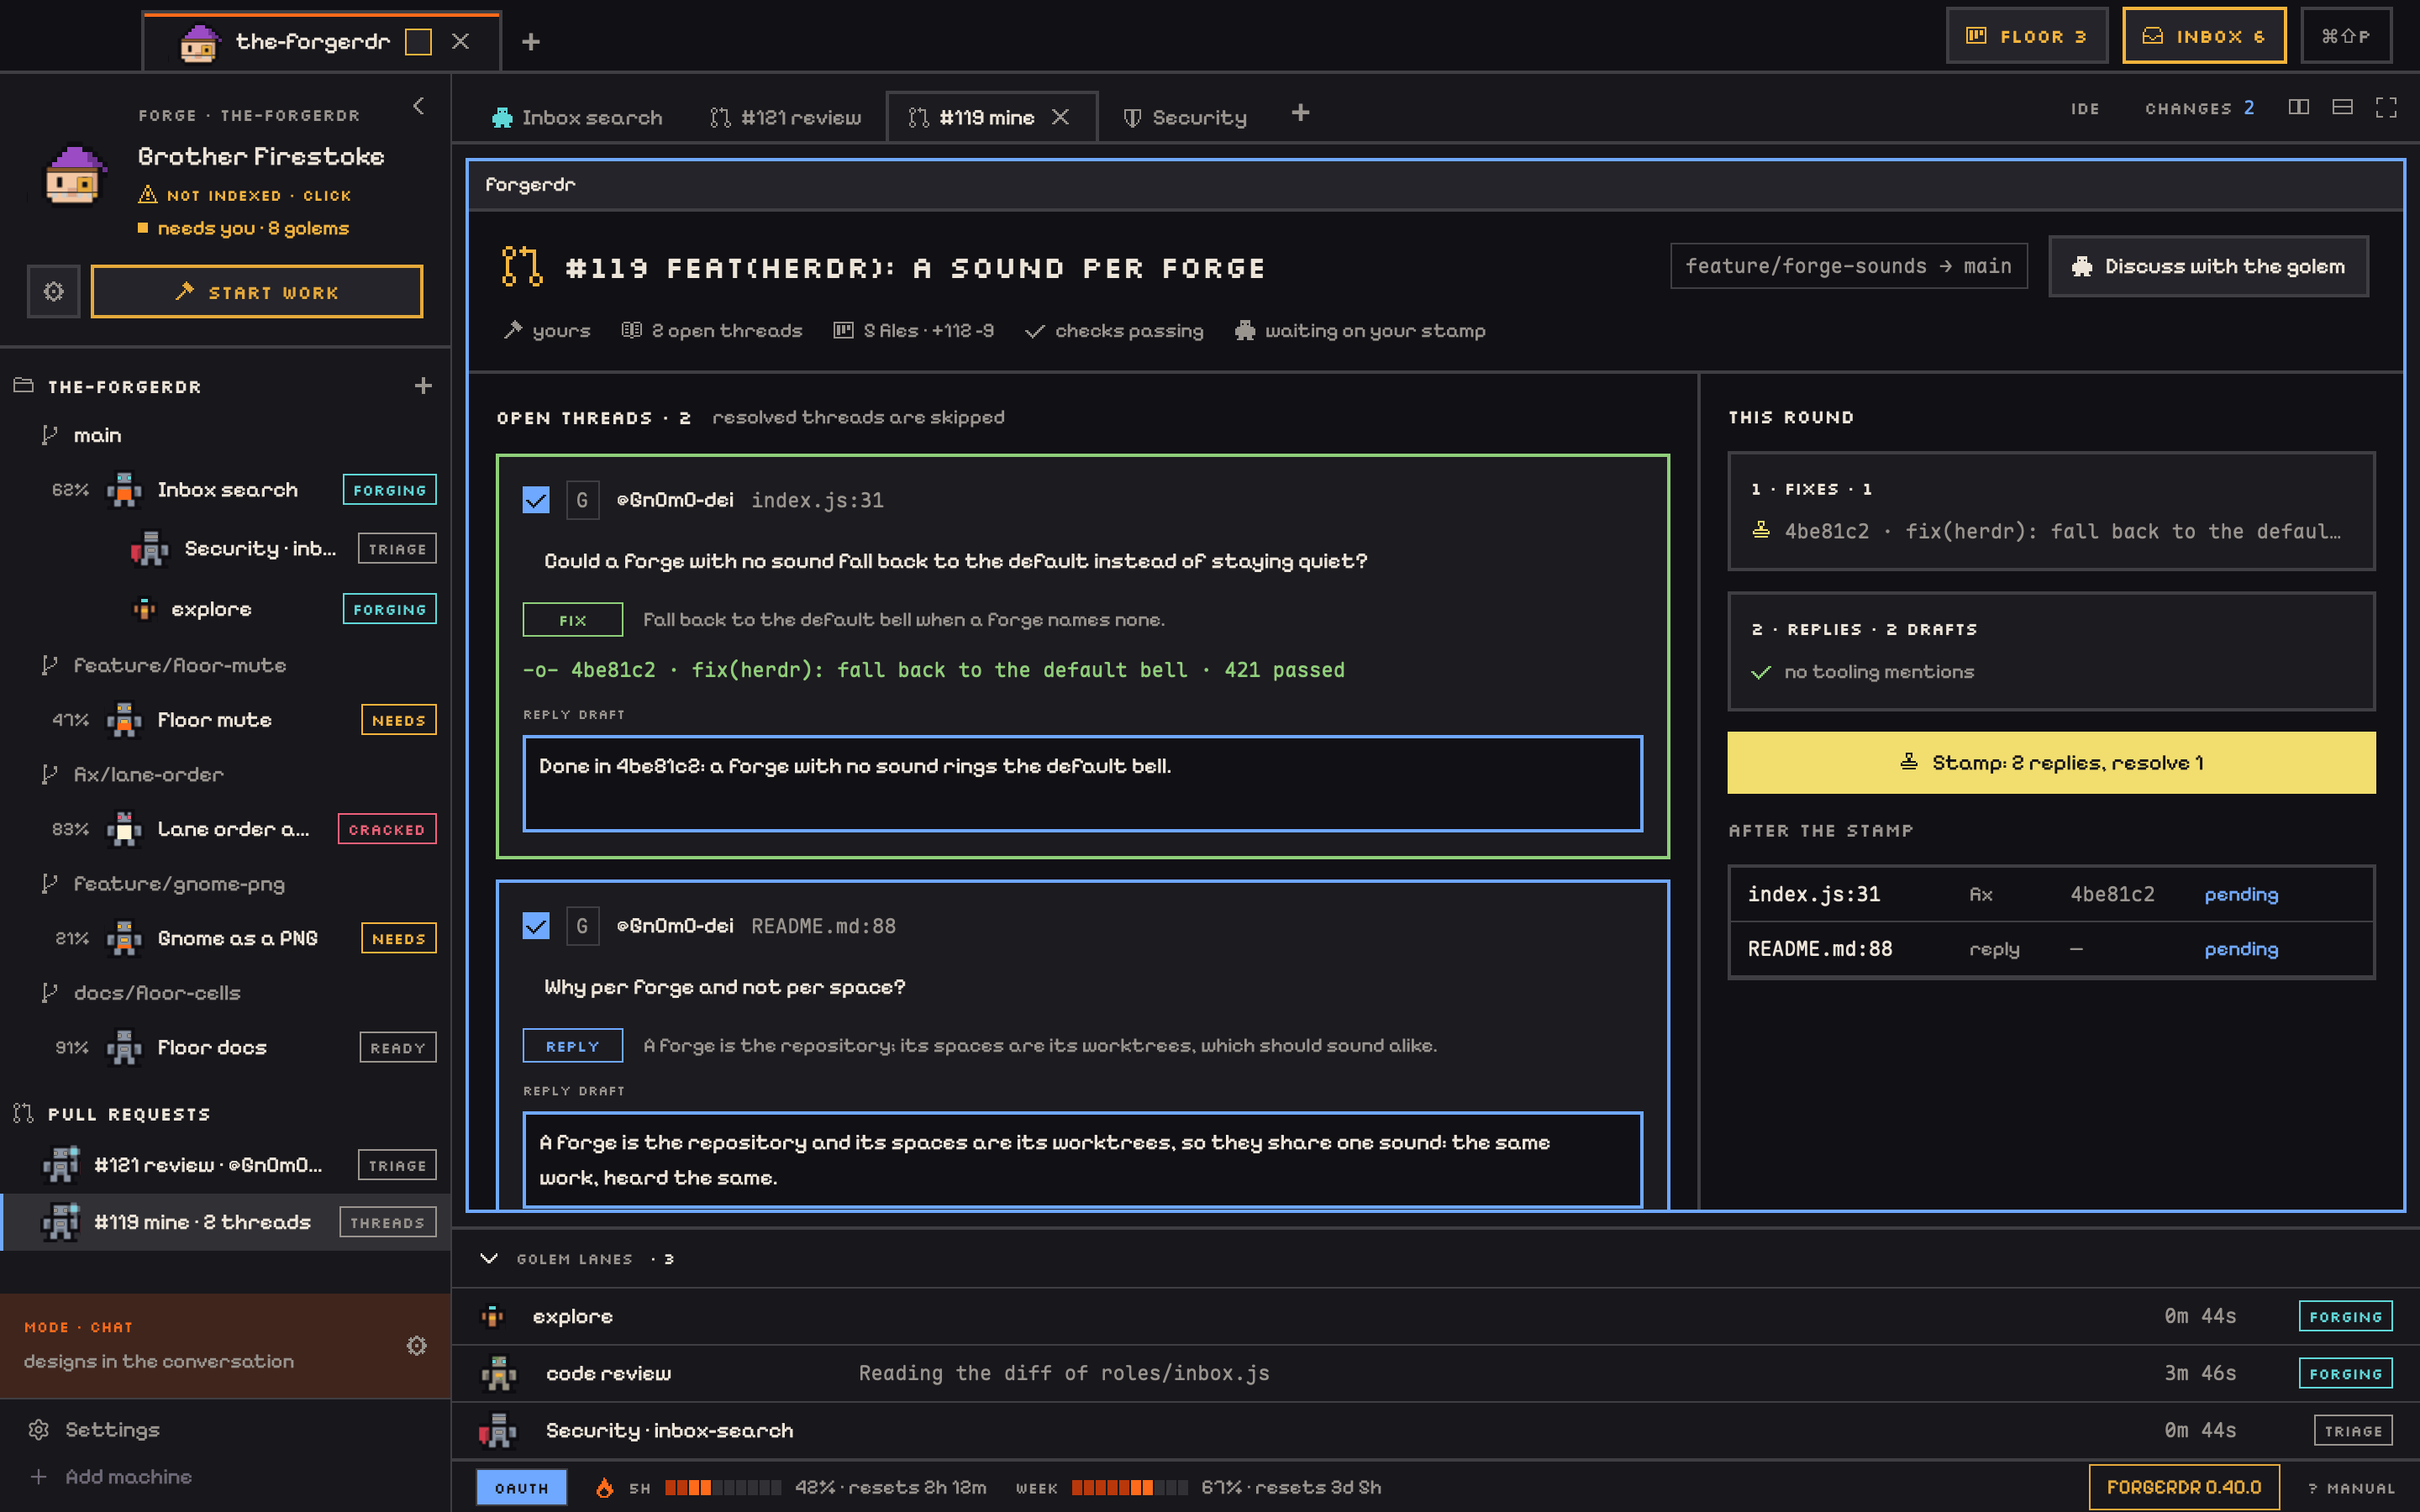 the-forgerdr
FLOOR 3
INBOX 6
⌘⇧P
FORGE · THE-FORGERDR
Brother Firestoke
NOT INDEXED · CLICK
needs you · 8 golems
START WORK
THE-FORGERDR
main
62% Inbox search FORGING
Security · inb... TRIAGE
explore FORGING
feature/floor-mute
47% Floor mute NEEDS
fix/lane-order
83% Lane order a... CRACKED
feature/gnome-png
21% Gnome as a PNG NEEDS
docs/floor-cells
91% Floor docs READY
PULL REQUESTS
#121 review · @Gn0m0... TRIAGE
#119 mine · 2 threads THREADS
MODE · CHAT
designs in the conversation
Settings
Add machine
Inbox search
#121 review
#119 mine
Security
IDE
CHANGES 2
forgerdr
#119 FEAT(HERDR): A SOUND PER FORGE
feature/forge-sounds → main
Discuss with the golem
yours
2 open threads
8 files · +112 -9
checks passing
waiting on your stamp
OPEN THREADS · 2 resolved threads are skipped
G @Gn0m0-dei index.js:31
Could a forge with no sound fall back to the default instead of staying quiet?
FIX Fall back to the default bell when a forge names none.
-o- 4be81c2 · fix(herdr): fall back to the default bell · 421 passed
REPLY DRAFT
Done in 4be81c2: a forge with no sound rings the default bell.
G @Gn0m0-dei README.md:88
Why per forge and not per space?
REPLY A forge is the repository; its spaces are its worktrees, which should sound alike.
REPLY DRAFT
A forge is the repository and its spaces are its worktrees, so they share one sound: the same
work, heard the same.
THIS ROUND
1 · FIXES · 1
4be81c2 · fix(herdr): fall back to the defaul…
2 · REPLIES · 2 DRAFTS
no tooling mentions
Stamp: 2 replies, resolve 1
AFTER THE STAMP
index.js:31 fix 4be81c2 pending
README.md:88 reply — pending
GOLEM LANES · 3
explore 0m 44s FORGING
code review Reading the diff of roles/inbox.js 3m 46s FORGING
Security · inbox-search 0m 44s TRIAGE
OAUTH
5H 42% · resets 2h 12m
WEEK 67% · resets 3d 8h
FORGERDR 0.40.0
? MANUAL